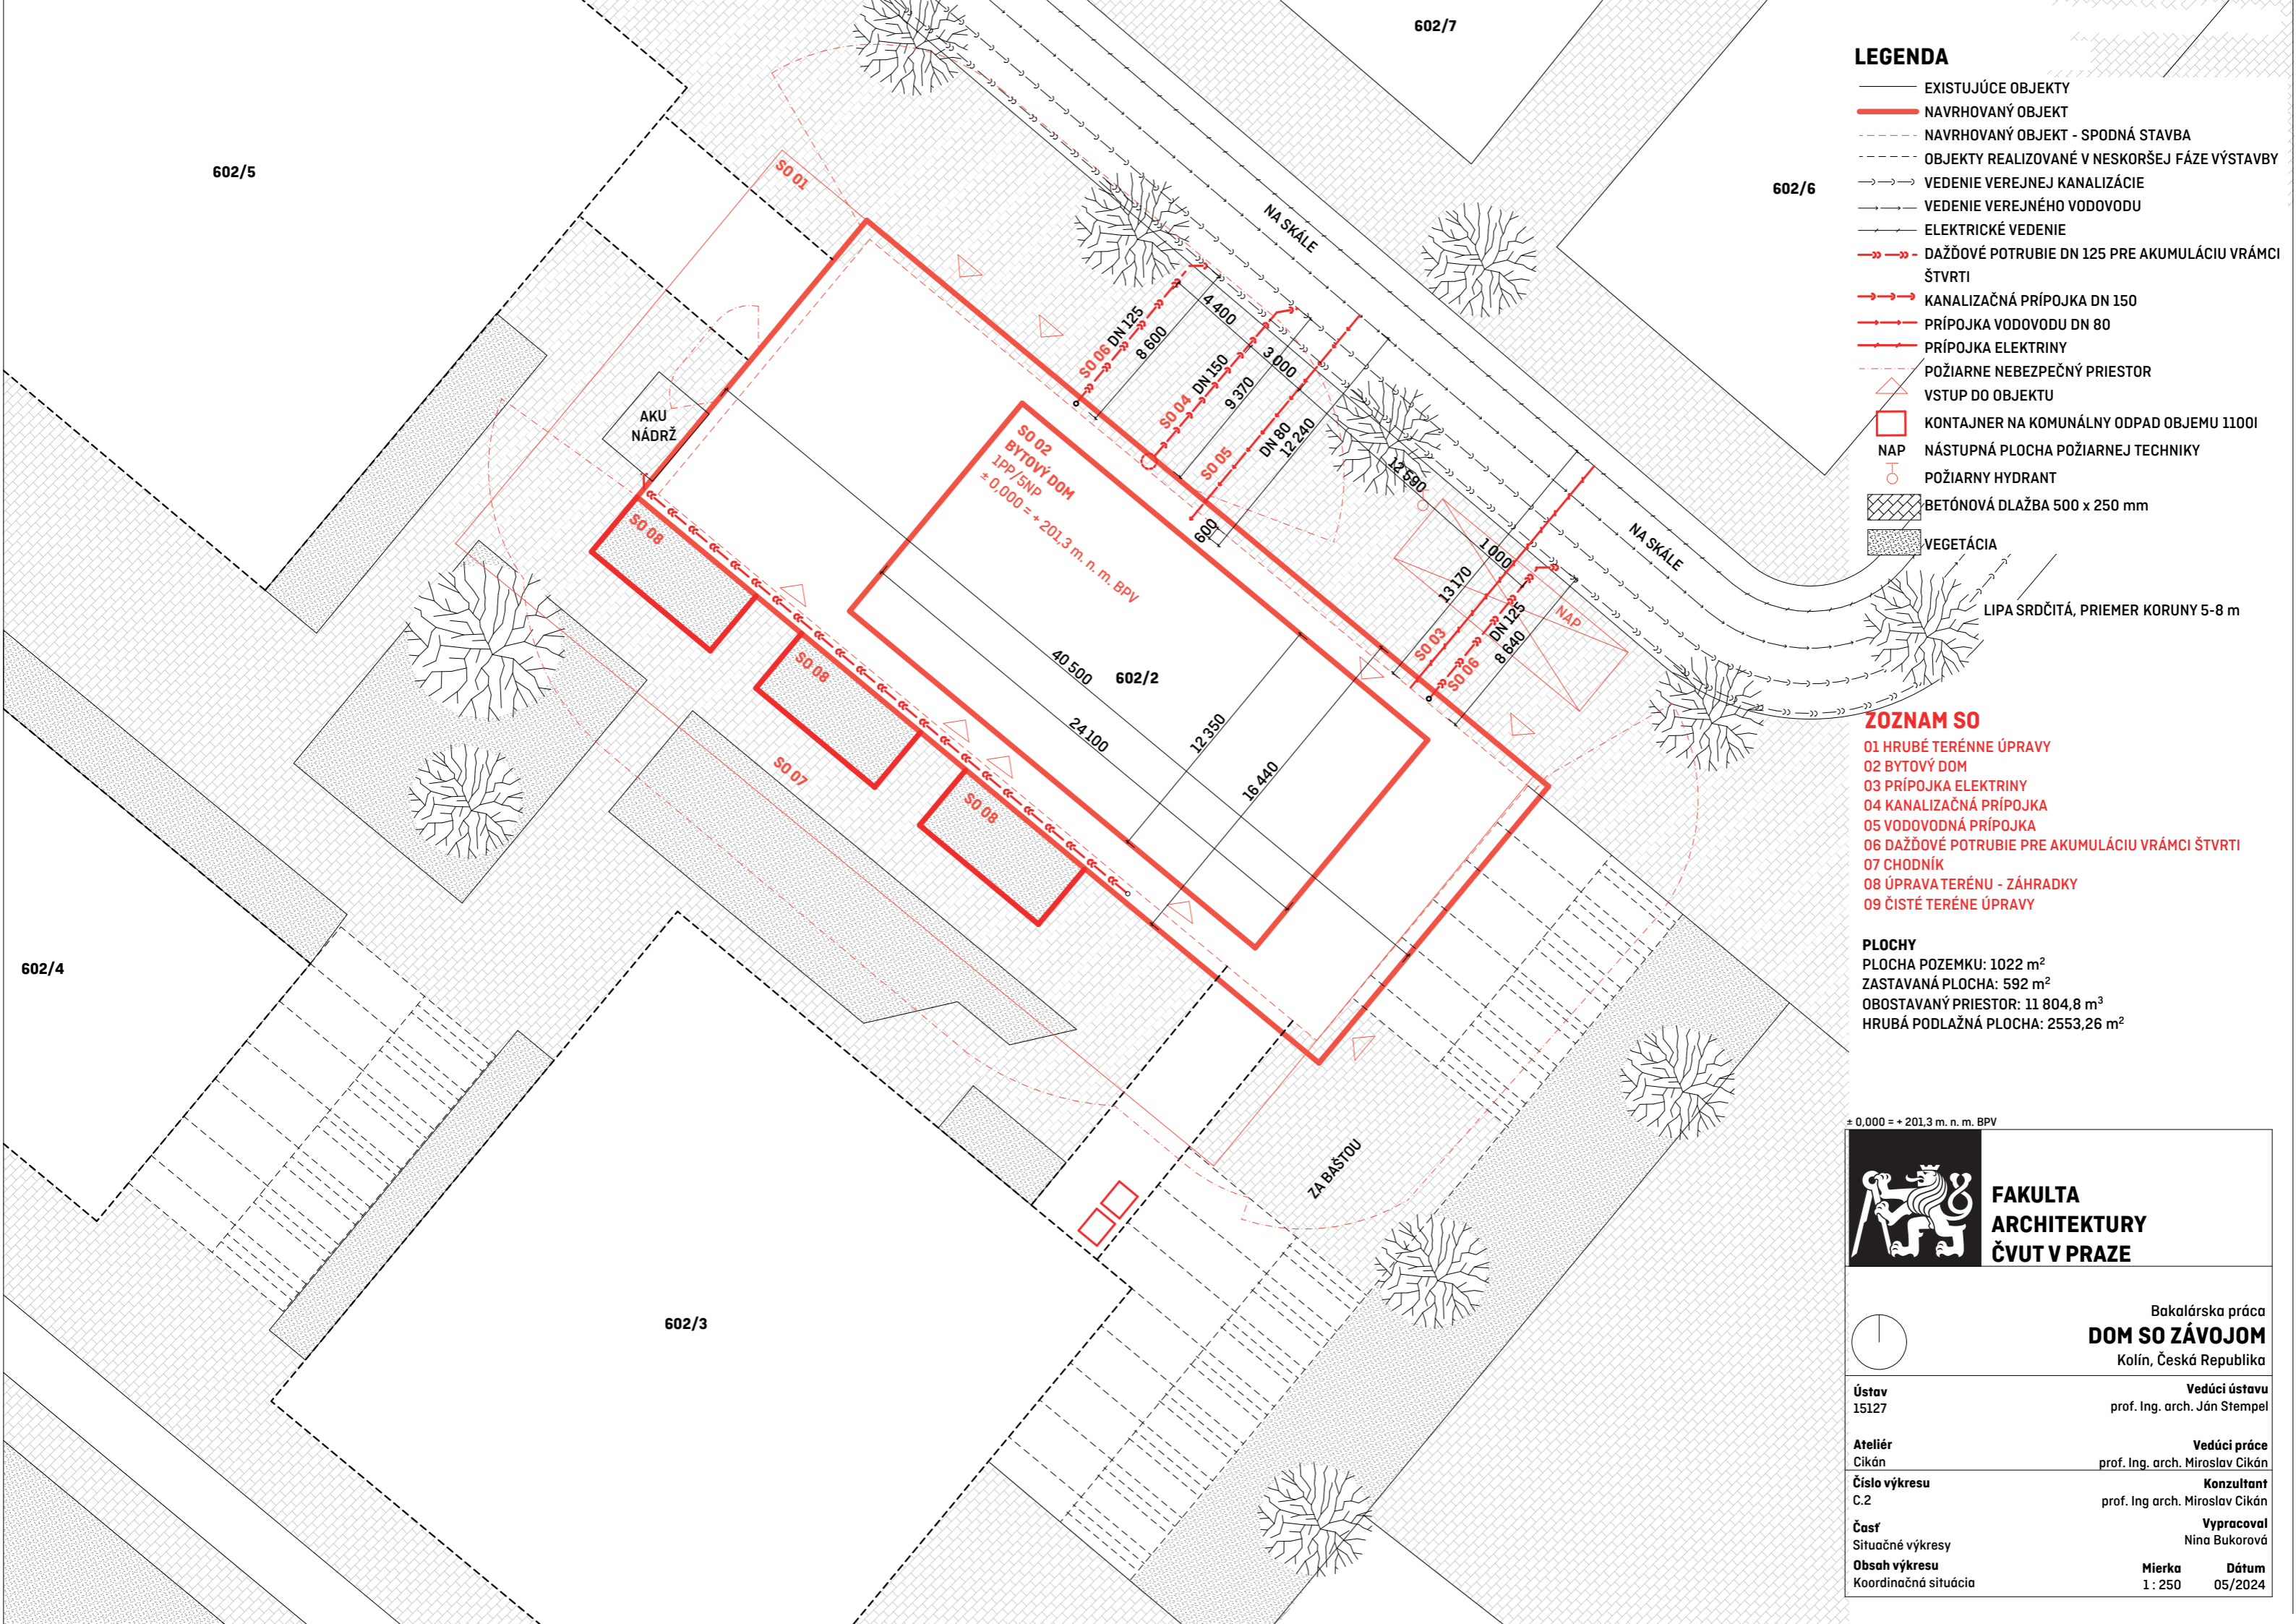 602/7
602/5
602/6
602/4
602/3
602/2
NA SKÁLE
NA SKÁLE
ZA BAŠTOU
SO 01
AKU
NÁDRŽ
SO 02
BYTOVÝ DOM
1PP/5NP
± 0,000 = + 201,3 m. n. m. BPV
SO 06 DN 125
8 600
4 400
SO 04 DN 150
9 370
3 000
SO 05
DN 80
12 240
600
12 590
1 000
13 170
SO 03
SO 06
DN 125
8 640
NAP
SO 08
SO 08
SO 08
SO 07
40 500
24 100
12 350
16 440
LEGENDA
EXISTUJÚCE OBJEKTY
NAVRHOVANÝ OBJEKT
NAVRHOVANÝ OBJEKT - SPODNÁ STAVBA
OBJEKTY REALIZOVANÉ V NESKORŠEJ FÁZE VÝSTAVBY
VEDENIE VEREJNEJ KANALIZÁCIE
VEDENIE VEREJNÉHO VODOVODU
ELEKTRICKÉ VEDENIE
DAŽĎOVÉ POTRUBIE DN 125 PRE AKUMULÁCIU VRÁMCI
ŠTVRTI
KANALIZAČNÁ PRÍPOJKA DN 150
PRÍPOJKA VODOVODU DN 80
PRÍPOJKA ELEKTRINY
POŽIARNE NEBEZPEČNÝ PRIESTOR
VSTUP DO OBJEKTU
KONTAJNER NA KOMUNÁLNY ODPAD OBJEMU 1100l
NAP NÁSTUPNÁ PLOCHA POŽIARNEJ TECHNIKY
POŽIARNY HYDRANT
BETÓNOVÁ DLAŽBA 500 x 250 mm
VEGETÁCIA
LIPA SRDČITÁ, PRIEMER KORUNY 5-8 m
ZOZNAM SO
01 HRUBÉ TERÉNNE ÚPRAVY
02 BYTOVÝ DOM
03 PRÍPOJKA ELEKTRINY
04 KANALIZAČNÁ PRÍPOJKA
05 VODOVODNÁ PRÍPOJKA
06 DAŽĎOVÉ POTRUBIE PRE AKUMULÁCIU VRÁMCI ŠTVRTI
07 CHODNÍK
08 ÚPRAVA TERÉNU - ZÁHRADKY
09 ČISTÉ TERÉNE ÚPRAVY
PLOCHY
PLOCHA POZEMKU: 1022 m²
ZASTAVANÁ PLOCHA: 592 m²
OBOSTAVANÝ PRIESTOR: 11 804,8 m³
HRUBÁ PODLAŽNÁ PLOCHA: 2553,26 m²
± 0,000 = + 201,3 m. n. m. BPV
FAKULTA
ARCHITEKTURY
ČVUT V PRAZE
Bakalárska práca
DOM SO ZÁVOJOM
Kolín, Česká Republika
Ústav Vedúci ústavu
15127 prof. Ing. arch. Ján Stempel
Ateliér Vedúci práce
Cikán prof. Ing. arch. Miroslav Cikán
Číslo výkresu Konzultant
C.2 prof. Ing arch. Miroslav Cikán
Časť Vypracoval
Situačné výkresy Nina Bukorová
Obsah výkresu Mierka Dátum
Koordinačná situácia 1 : 250 05/2024